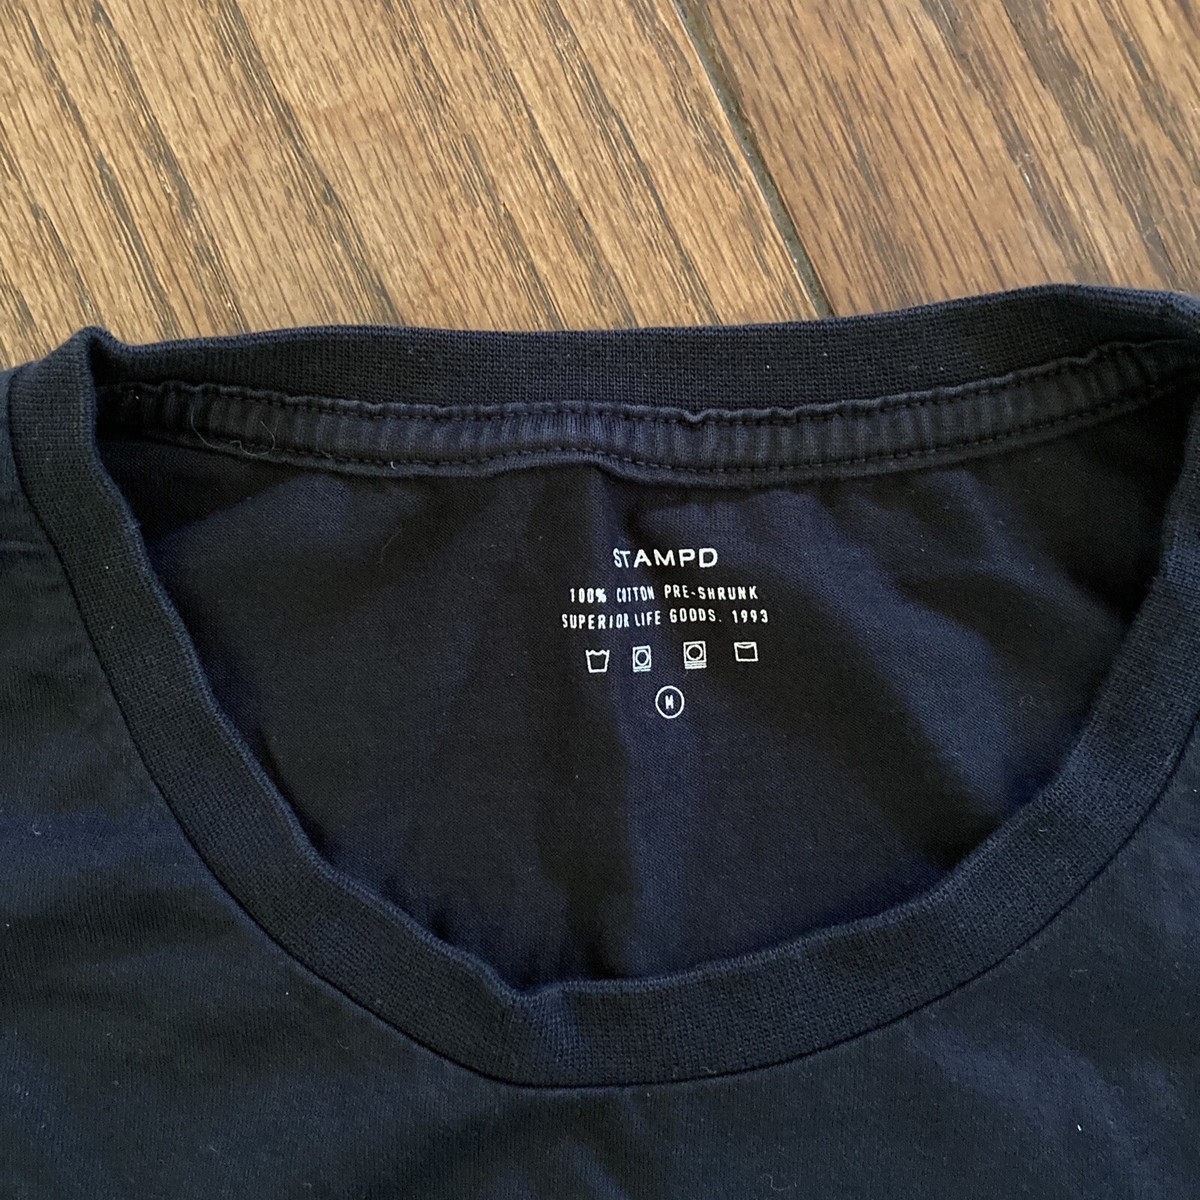 STAMPD
100% COTTON PRE-SHRUNK
SUPERIOR LIFE GOODS. 1993
M